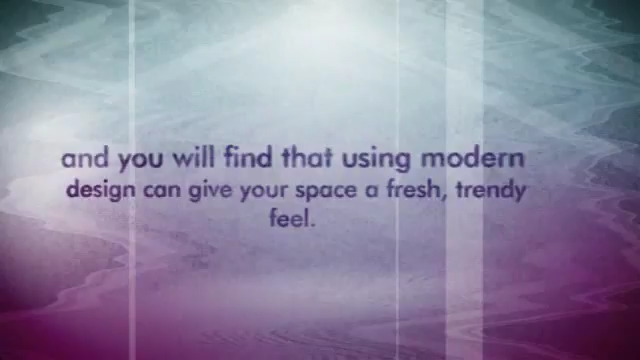 and you will find that using modern
design can give your space a fresh, trendy
feel.